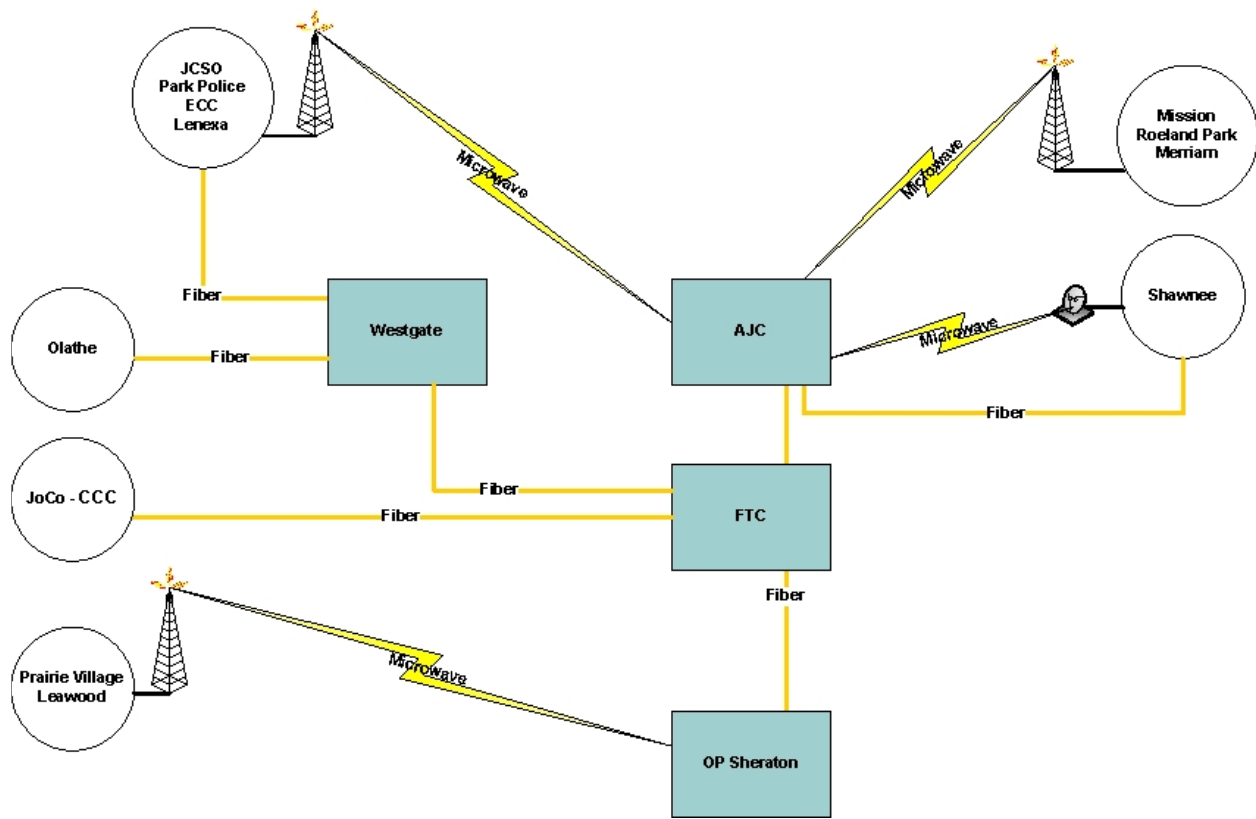 JCSO
Park Police
ECC
Lenexa
Microwave
Microwave
Mission
Roeland Park
Merriam
Fiber
Westgate
AJC
Microwave
Shawnee
Olathe
Fiber
Fiber
JoCo - CCC
Fiber
Fiber
FTC
Fiber
Prairie Village
Leawood
Microwave
OP Sheraton